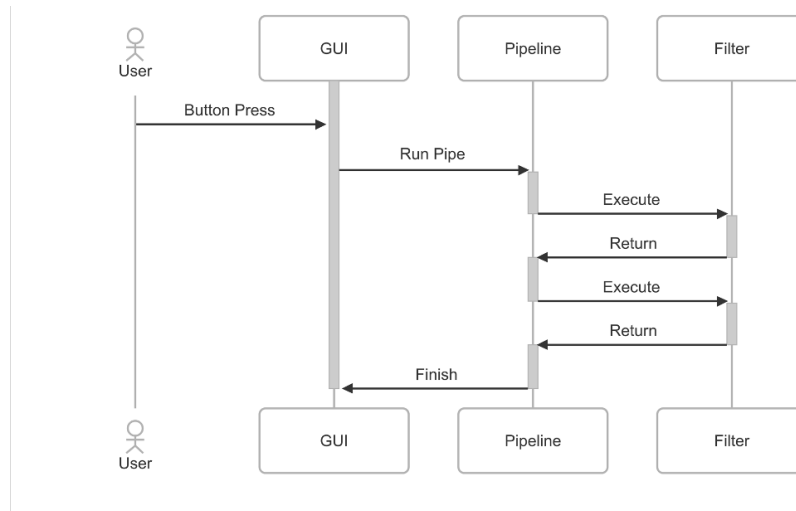 User
GUI
Pipeline
Filter
Button Press
Run Pipe
Execute
Return
Execute
Return
Finish
User
GUI
Pipeline
Filter